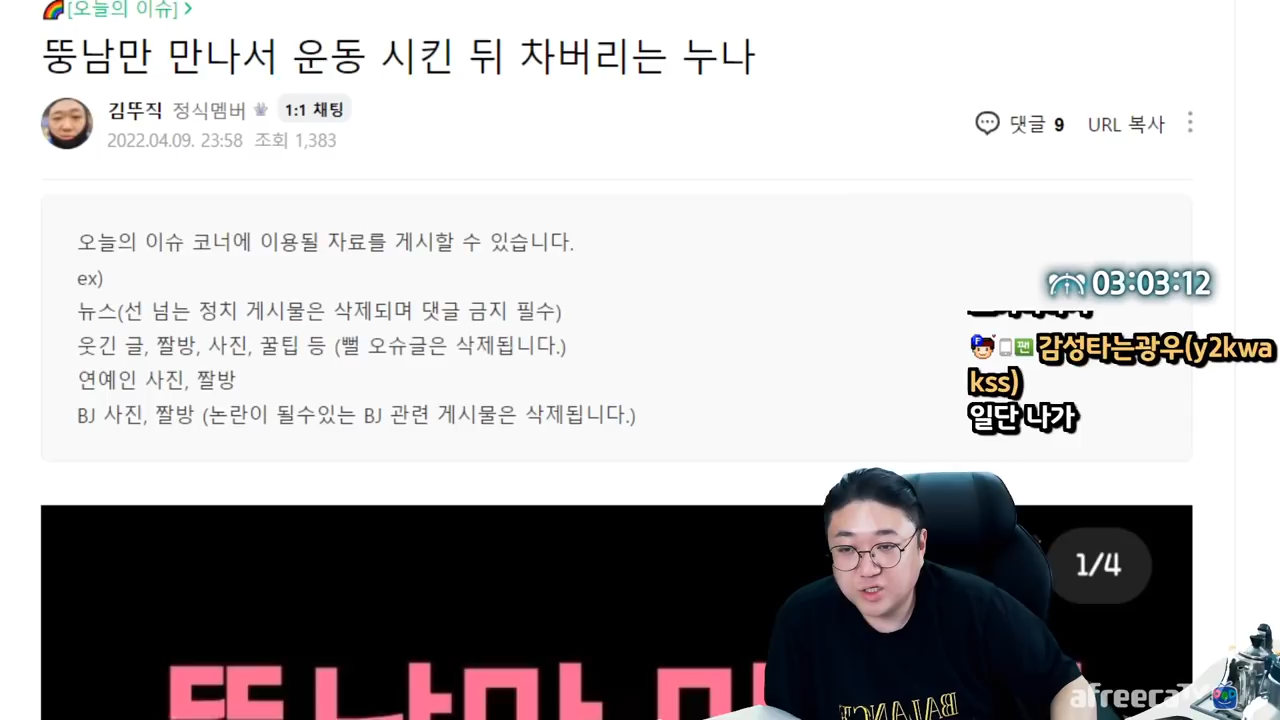 [오늘의 이슈] >
뚱남만 만나서 운동 시킨 뒤 차버리는 누나
김뚜직 정식멤버 1:1 채팅
2022.04.09. 23:58 조회 1,383
댓글 9 URL 복사
오늘의 이슈 코너에 이용될 자료를 게시할 수 있습니다.
ex)
뉴스(선 넘는 정치 게시물은 삭제되며 댓글 금지 필수)
웃긴 글, 짤방, 사진, 꿀팁 등 (뻘 오슈글은 삭제됩니다.)
연예인 사진, 짤방
BJ 사진, 짤방 (논란이 될수있는 BJ 관련 게시물은 삭제됩니다.)
03:03:12
F 팬 감성타는광우(y2kwa
kss)
일단 나가
1/4
BALANCE
afreecaTV